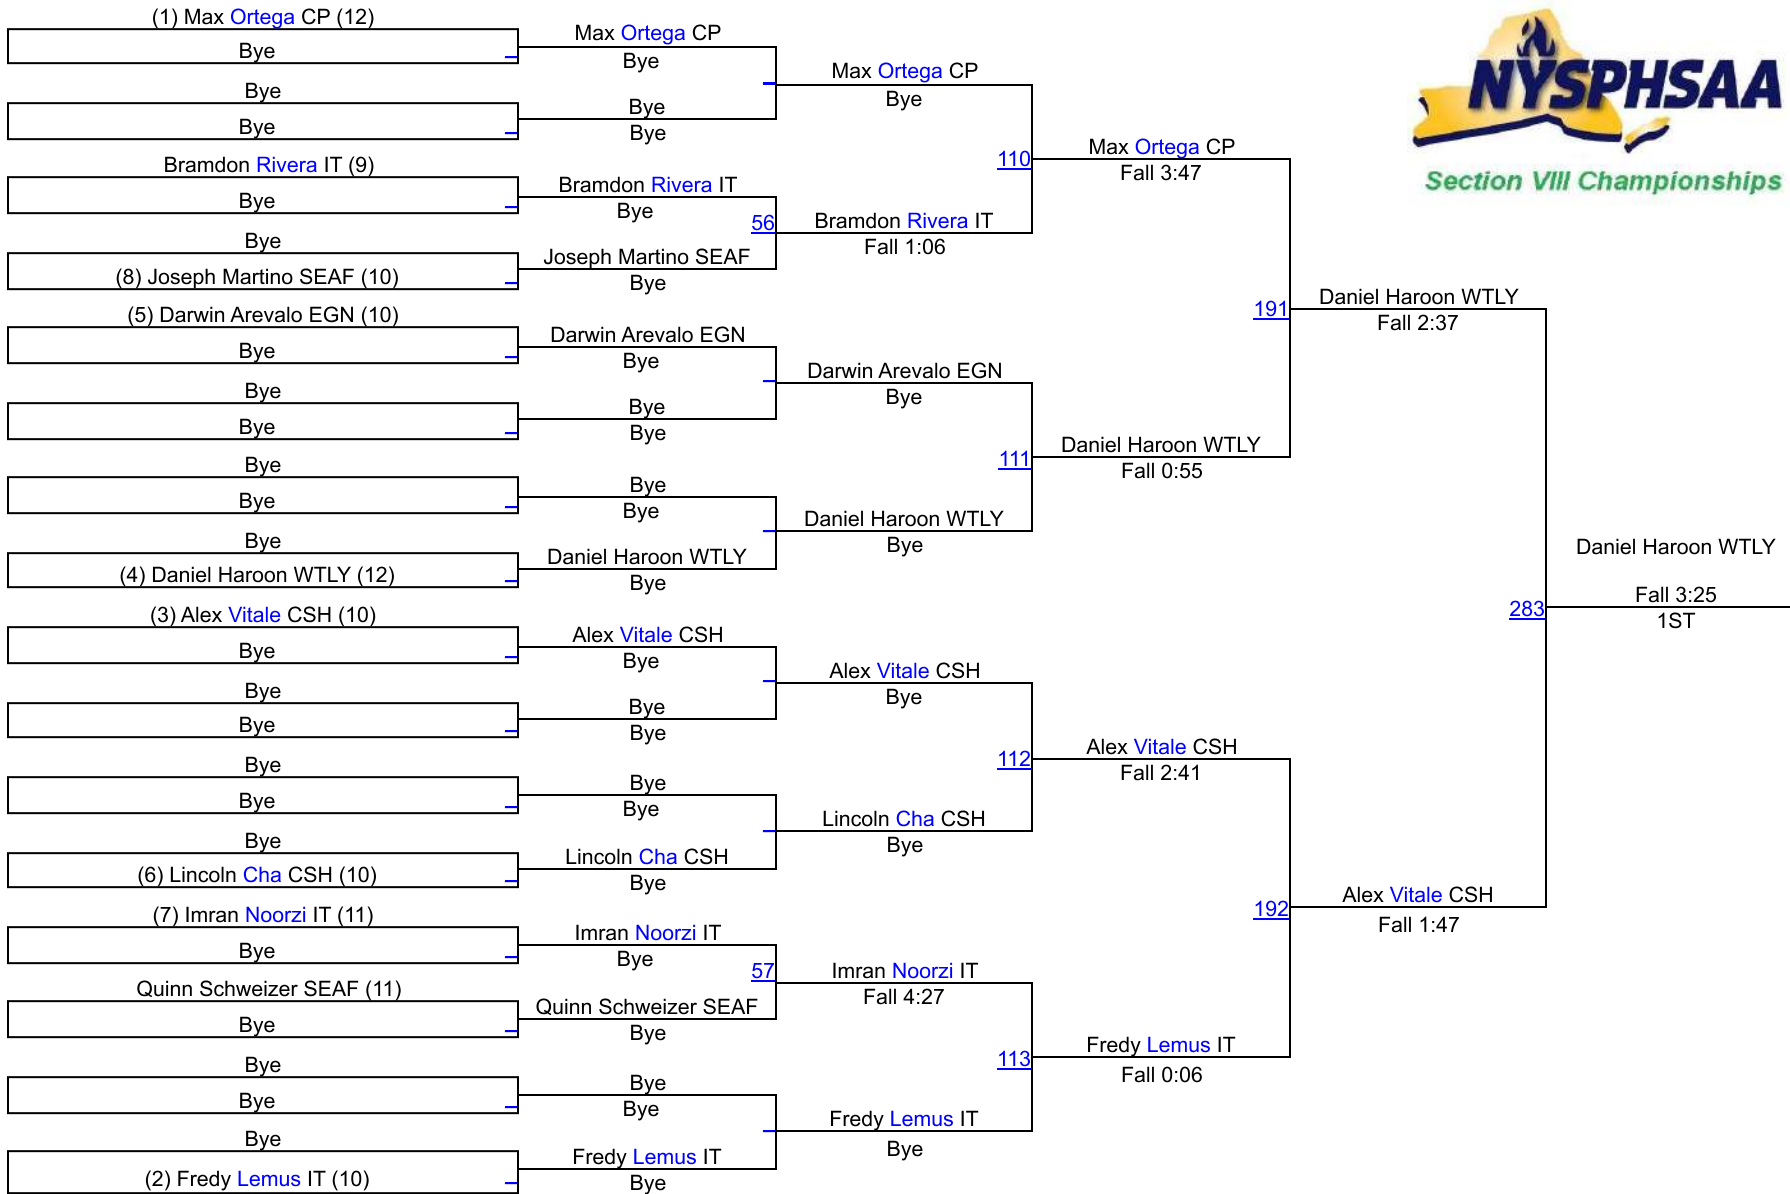 (1) Max Ortega CP (12)
Bye
Bye
Bye
Bramdon Rivera IT (9)
Bye
Bye
(8) Joseph Martino SEAF (10)
(5) Darwin Arevalo EGN (10)
Bye
Bye
Bye
Bye
Bye
Bye
(4) Daniel Haroon WTLY (12)
(3) Alex Vitale CSH (10)
Bye
Bye
Bye
Bye
Bye
Bye
(6) Lincoln Cha CSH (10)
(7) Imran Noorzi IT (11)
Bye
Quinn Schweizer SEAF (11)
Bye
Bye
Bye
Bye
(2) Fredy Lemus IT (10)
Max Ortega CP
Bye
Bye
Bye
Bramdon Rivera IT
Bye
56
Joseph Martino SEAF
Bye
Darwin Arevalo EGN
Bye
Bye
Bye
Bye
Bye
Daniel Haroon WTLY
Bye
Alex Vitale CSH
Bye
Bye
Bye
Bye
Bye
Lincoln Cha CSH
Bye
Imran Noorzi IT
Bye
57
Quinn Schweizer SEAF
Bye
Bye
Bye
Fredy Lemus IT
Bye
Max Ortega CP
Bye
110
Bramdon Rivera IT
Fall 1:06
Darwin Arevalo EGN
Bye
111
Daniel Haroon WTLY
Bye
Alex Vitale CSH
Bye
112
Lincoln Cha CSH
Bye
Imran Noorzi IT
Fall 4:27
113
Fredy Lemus IT
Bye
Max Ortega CP
Fall 3:47
191
Daniel Haroon WTLY
Fall 0:55
Alex Vitale CSH
Fall 2:41
192
Fredy Lemus IT
Fall 0:06
Daniel Haroon WTLY
Fall 2:37
283
Alex Vitale CSH
Fall 1:47
Daniel Haroon WTLY
Fall 3:25
1ST
NYSPHSAA
Section VIII Championships